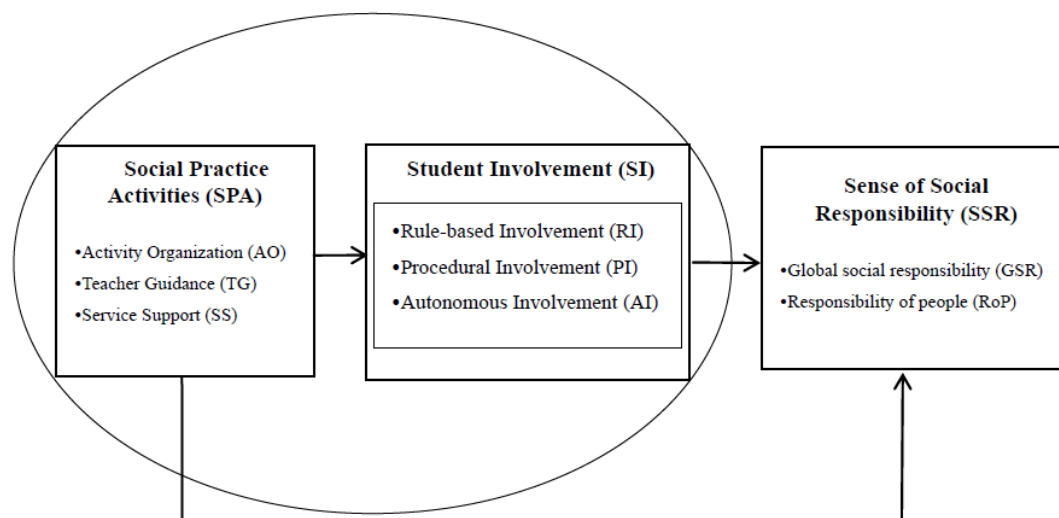 Social Practice
Activities (SPA)
•Activity Organization (AO)
•Teacher Guidance (TG)
•Service Support (SS)
Student Involvement (SI)
•Rule-based Involvement (RI)
•Procedural Involvement (PI)
•Autonomous Involvement (AI)
Sense of Social
Responsibility (SSR)
•Global social responsibility (GSR)
•Responsibility of people (RoP)